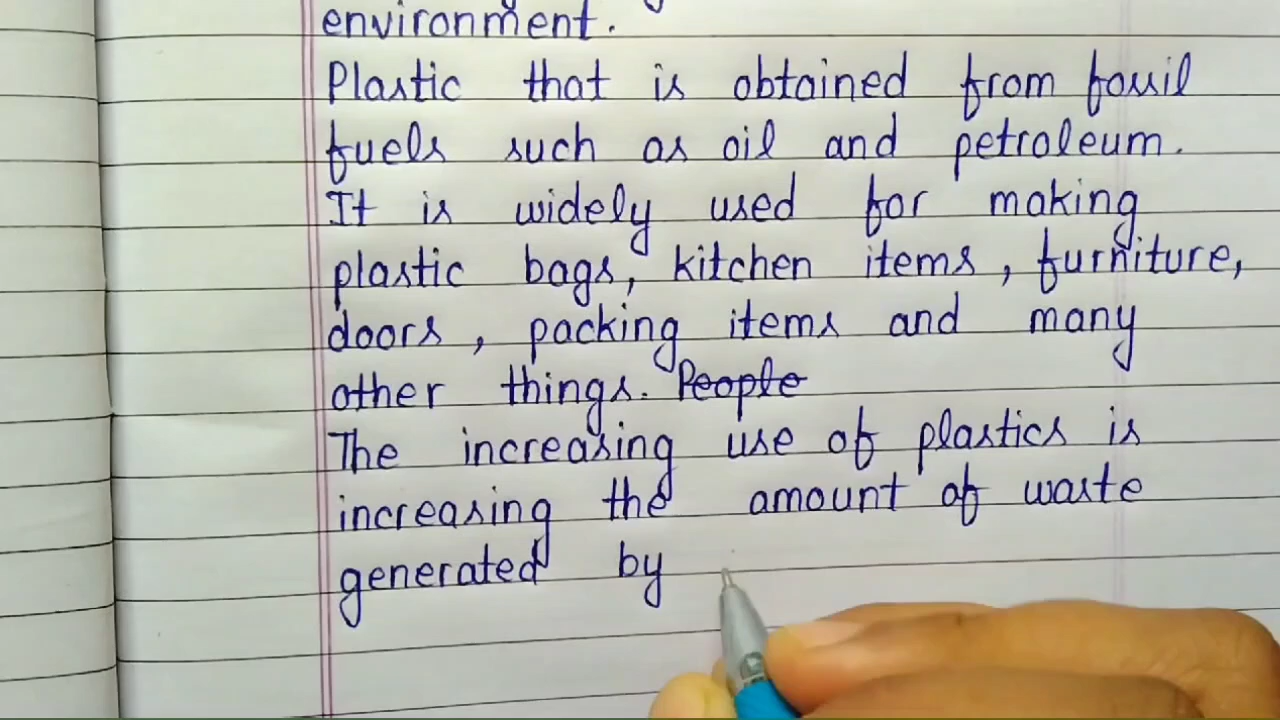 environment.
Plastic that is obtained from fossil
fuels such as oil and petroleum.
It is widely used for making
plastic bags, kitchen items, furniture,
doors, packing items and many
other things. People
The increasing use of plastics is
increasing the amount of waste
generated by